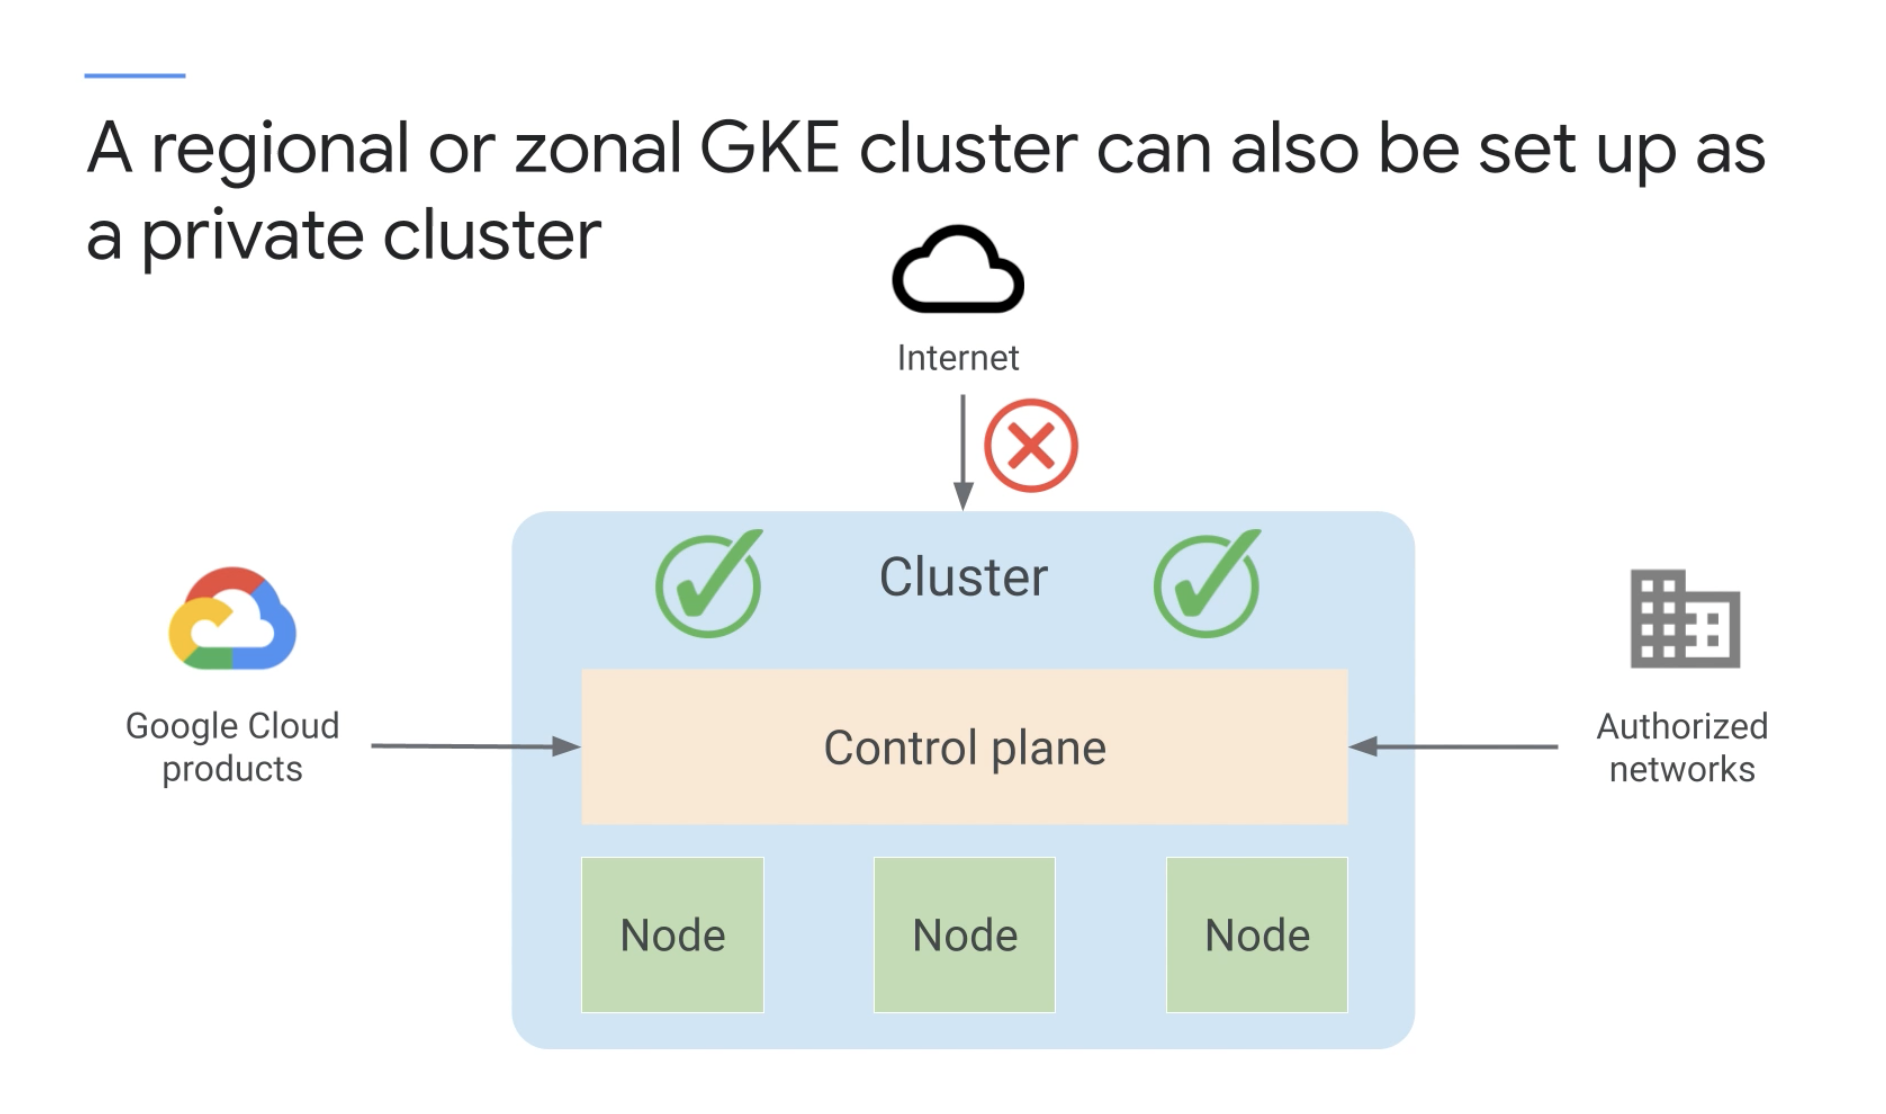 A regional or zonal GKE cluster can also be set up as
a private cluster
Internet
Cluster
Google Cloud
products
Control plane
Authorized
networks
Node
Node
Node